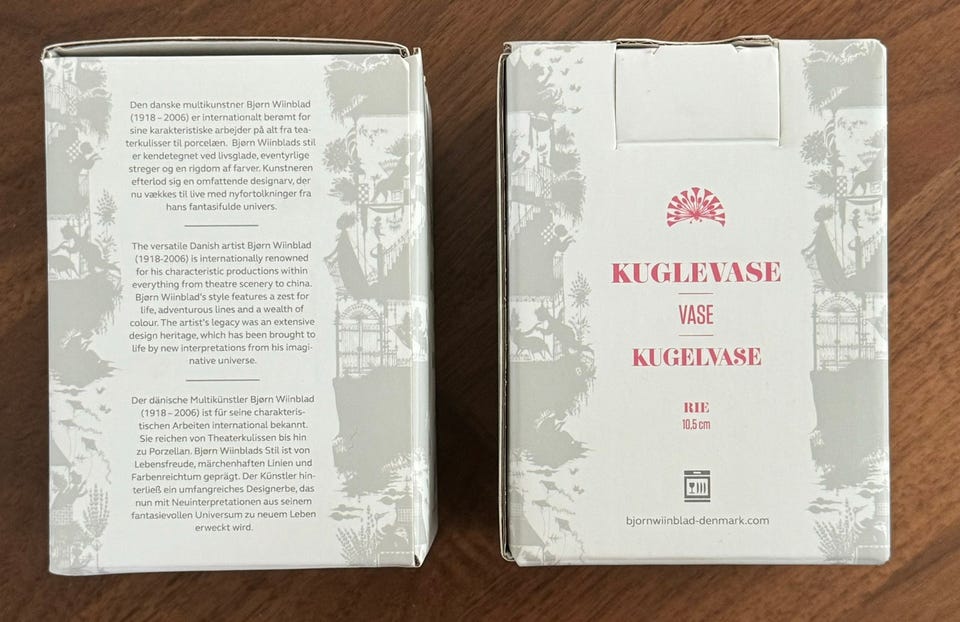 Den danske multikunstner Bjørn Wiinblad
(1918 – 2006) er internationalt berømt for
sine karakteristiske arbejder på alt fra tea-
terkulisser til porcelæn. Bjørn Wiinblads stil
er kendetegnet ved livsglade, eventyrlige
streger og en rigdom af farver. Kunstneren
efterlod sig en omfattende designarv, der
nu vækkes til live med nyfortolkninger fra
hans fantasifulde univers.
The versatile Danish artist Bjørn Wiinblad
(1918-2006) is internationally renowned
for his characteristic productions within
everything from theatre scenery to china.
Bjørn Wiinblad's style features a zest for
life, adventurous lines and a wealth of
colour. The artist's legacy was an extensive
design heritage, which has been brought to
life by new interpretations from his imagi-
native universe.
Der dänische Multikünstler Bjørn Wiinblad
(1918 – 2006) ist für seine charakteris-
tischen Arbeiten international bekannt.
Sie reichen von Theaterkulissen bis hin
zu Porzellan. Bjørn Wiinblads Stil ist von
Lebensfreude, märchenhaften Linien und
Farbenreichtum geprägt. Der Künstler hin-
terließ ein umfangreiches Designerbe, das
nun mit Neuinterpretationen aus seinem
fantasievollen Universum zu neuem Leben
erweckt wird.
KUGLEVASE
VASE
KUGELVASE
RIE
10,5 cm
bjornwiinblad-denmark.com